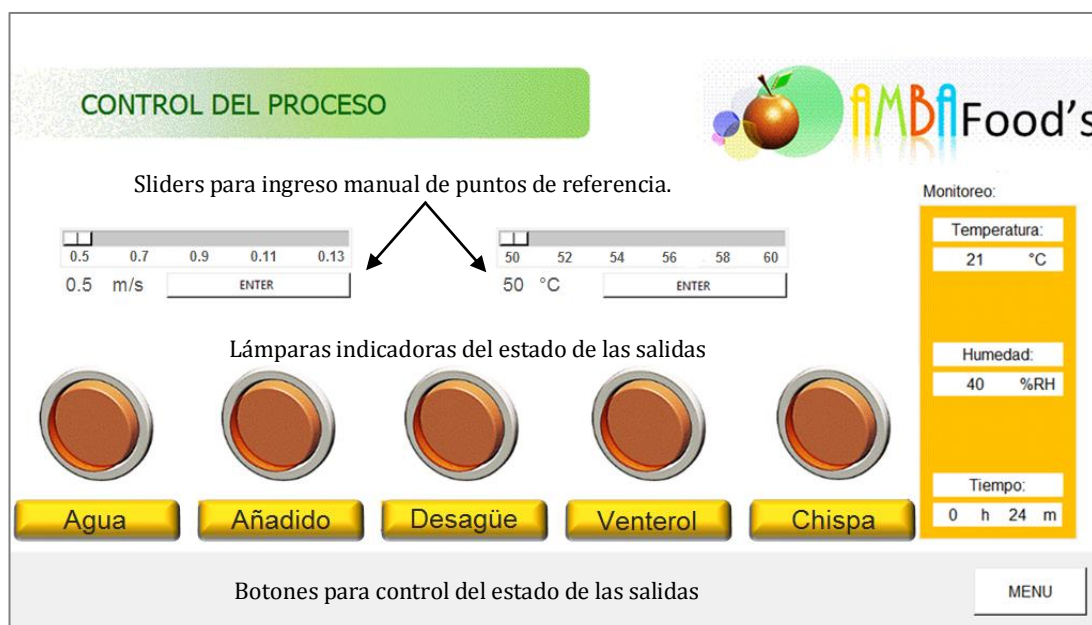 CONTROL DEL PROCESO
AMBA Food's
Sliders para ingreso manual de puntos de referencia.
Monitoreo:
0.5 0.7 0.9 0.11 0.13
0.5 m/s ENTER
50 52 54 56 58 60
50 °C ENTER
Temperatura:
21 °C
Lámparas indicadoras del estado de las salidas
Humedad:
40 %RH
Tiempo:
0 h 24 m
Agua Añadido Desagüe Venterol Chispa
Botones para control del estado de las salidas
MENU